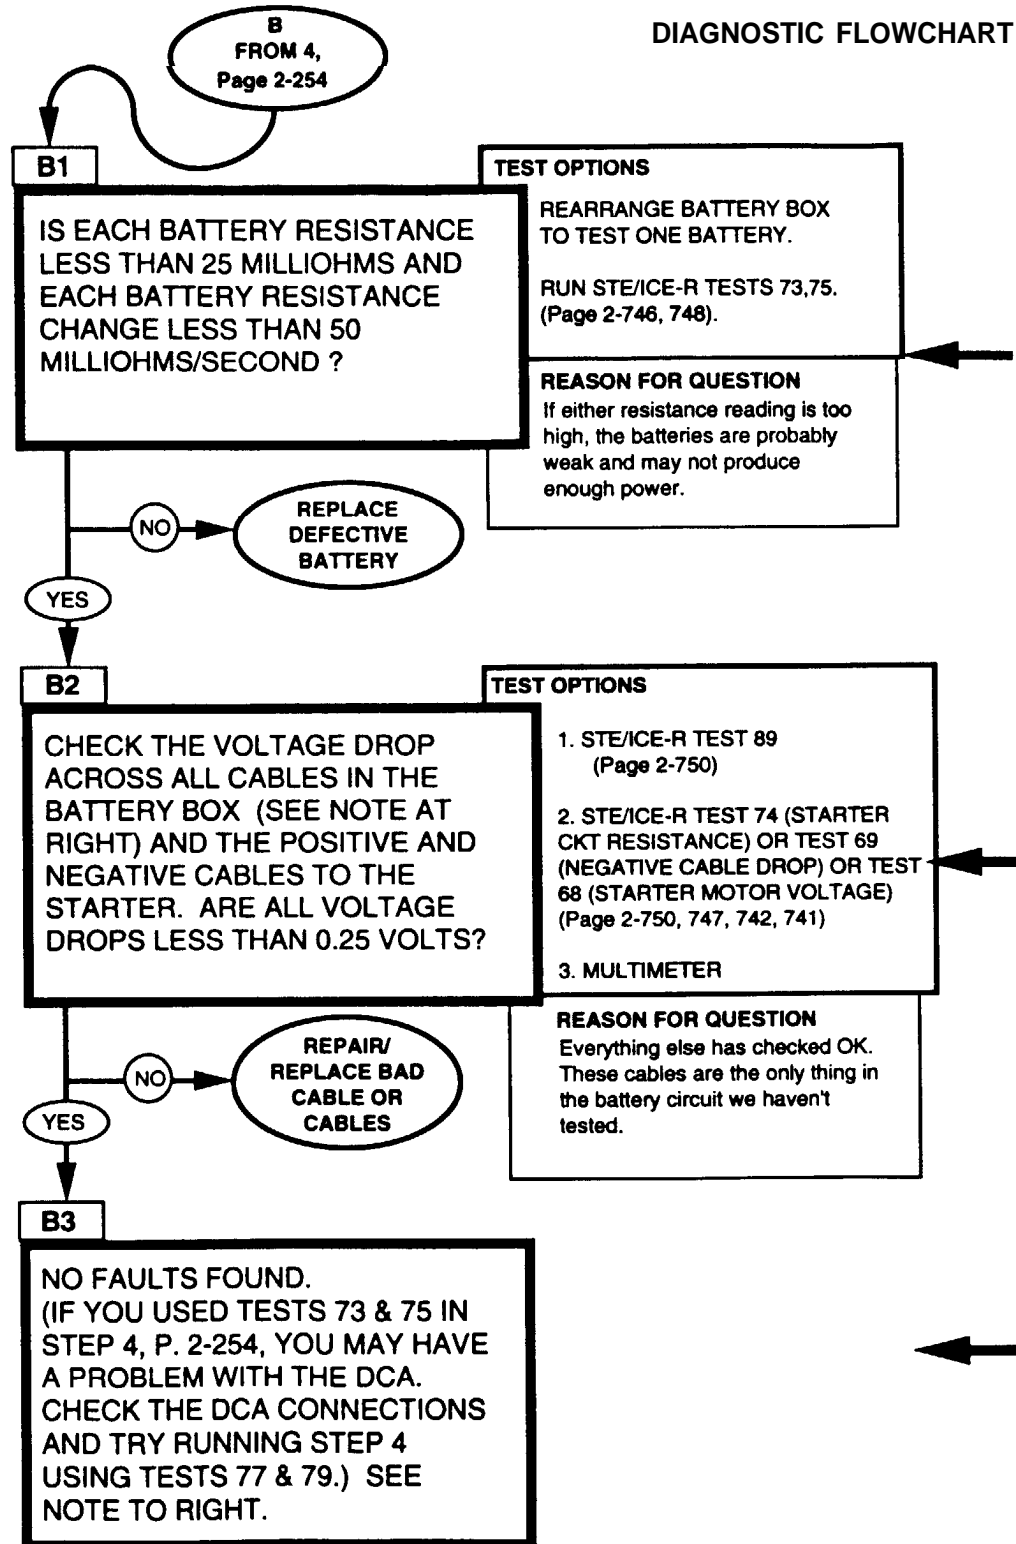 DIAGNOSTIC FLOWCHART
B
FROM 4,
Page 2-254
B1
IS EACH BATTERY RESISTANCE
LESS THAN 25 MILLIOHMS AND
EACH BATTERY RESISTANCE
CHANGE LESS THAN 50
MILLIOHMS/SECOND ?
TEST OPTIONS
REARRANGE BATTERY BOX
TO TEST ONE BATTERY.
RUN STE/ICE-R TESTS 73,75.
(Page 2-746, 748).
REASON FOR QUESTION
If either resistance reading is too
high, the batteries are probably
weak and may not produce
enough power.
NO
REPLACE
DEFECTIVE
BATTERY
YES
B2
CHECK THE VOLTAGE DROP
ACROSS ALL CABLES IN THE
BATTERY BOX (SEE NOTE AT
RIGHT) AND THE POSITIVE AND
NEGATIVE CABLES TO THE
STARTER. ARE ALL VOLTAGE
DROPS LESS THAN 0.25 VOLTS?
TEST OPTIONS
1. STE/ICE-R TEST 89
(Page 2-750)
2. STE/ICE-R TEST 74 (STARTER
CKT RESISTANCE) OR TEST 69
(NEGATIVE CABLE DROP) OR TEST
68 (STARTER MOTOR VOLTAGE)
(Page 2-750, 747, 742, 741)
3. MULTIMETER
REASON FOR QUESTION
Everything else has checked OK.
These cables are the only thing in
the battery circuit we haven't
tested.
NO
REPAIR/
REPLACE BAD
CABLE OR
CABLES
YES
B3
NO FAULTS FOUND.
(IF YOU USED TESTS 73 & 75 IN
STEP 4, P. 2-254, YOU MAY HAVE
A PROBLEM WITH THE DCA.
CHECK THE DCA CONNECTIONS
AND TRY RUNNING STEP 4
USING TESTS 77 & 79.) SEE
NOTE TO RIGHT.